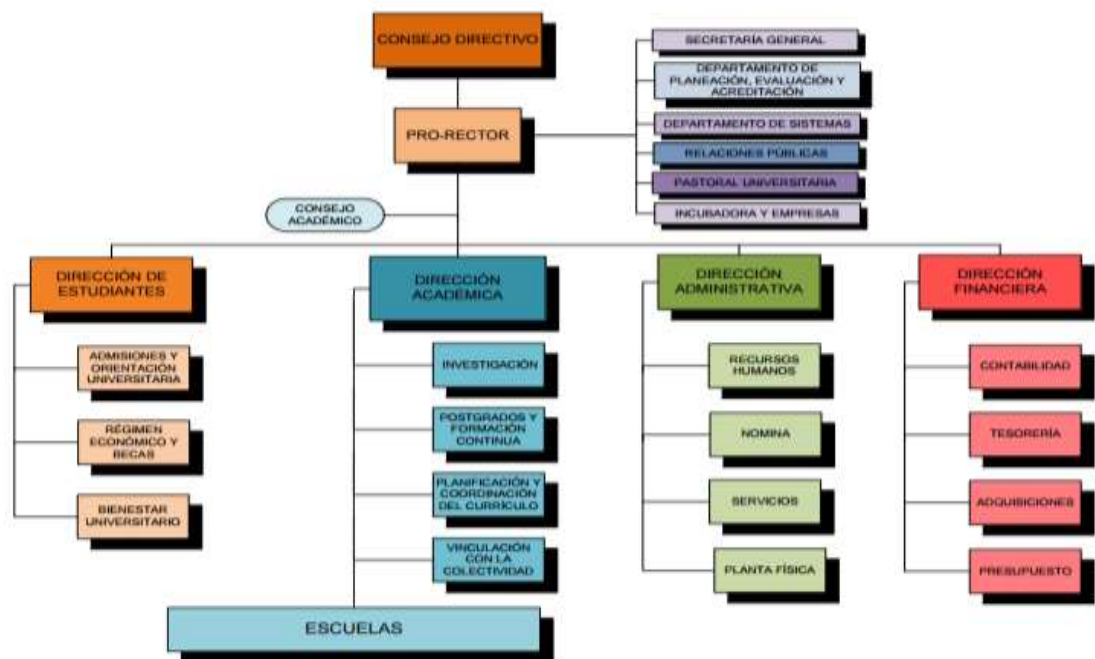 CONSEJO DIRECTIVO
SECRETARÍA GENERAL
DEPARTAMENTO DE
PLANEACIÓN, EVALUACIÓN Y
ACREDITACIÓN
PRO-RECTOR
DEPARTAMENTO DE SISTEMAS
RELACIONES PÚBLICAS
PASTORAL UNIVERSITARIA
INCUBADORA Y EMPRESAS
CONSEJO
ACADÉMICO
DIRECCIÓN DE
ESTUDIANTES
ADMISIONES Y
ORIENTACIÓN
UNIVERSITARIA
RÉGIMEN
ECONÓMICO Y
BECAS
BIENESTAR
UNIVERSITARIO
DIRECCIÓN
ACADÉMICA
INVESTIGACIÓN
POSTGRADOS Y
FORMACIÓN
CONTINUA
PLANIFICACIÓN Y
COORDINACIÓN
DEL CURRÍCULO
VINCULACIÓN
CON LA
COLECTIVIDAD
ESCUELAS
DIRECCIÓN
ADMINISTRATIVA
RECURSOS
HUMANOS
NOMINA
SERVICIOS
PLANTA FÍSICA
DIRECCIÓN
FINANCIERA
CONTABILIDAD
TESORERÍA
ADQUISICIONES
PRESUPUESTO